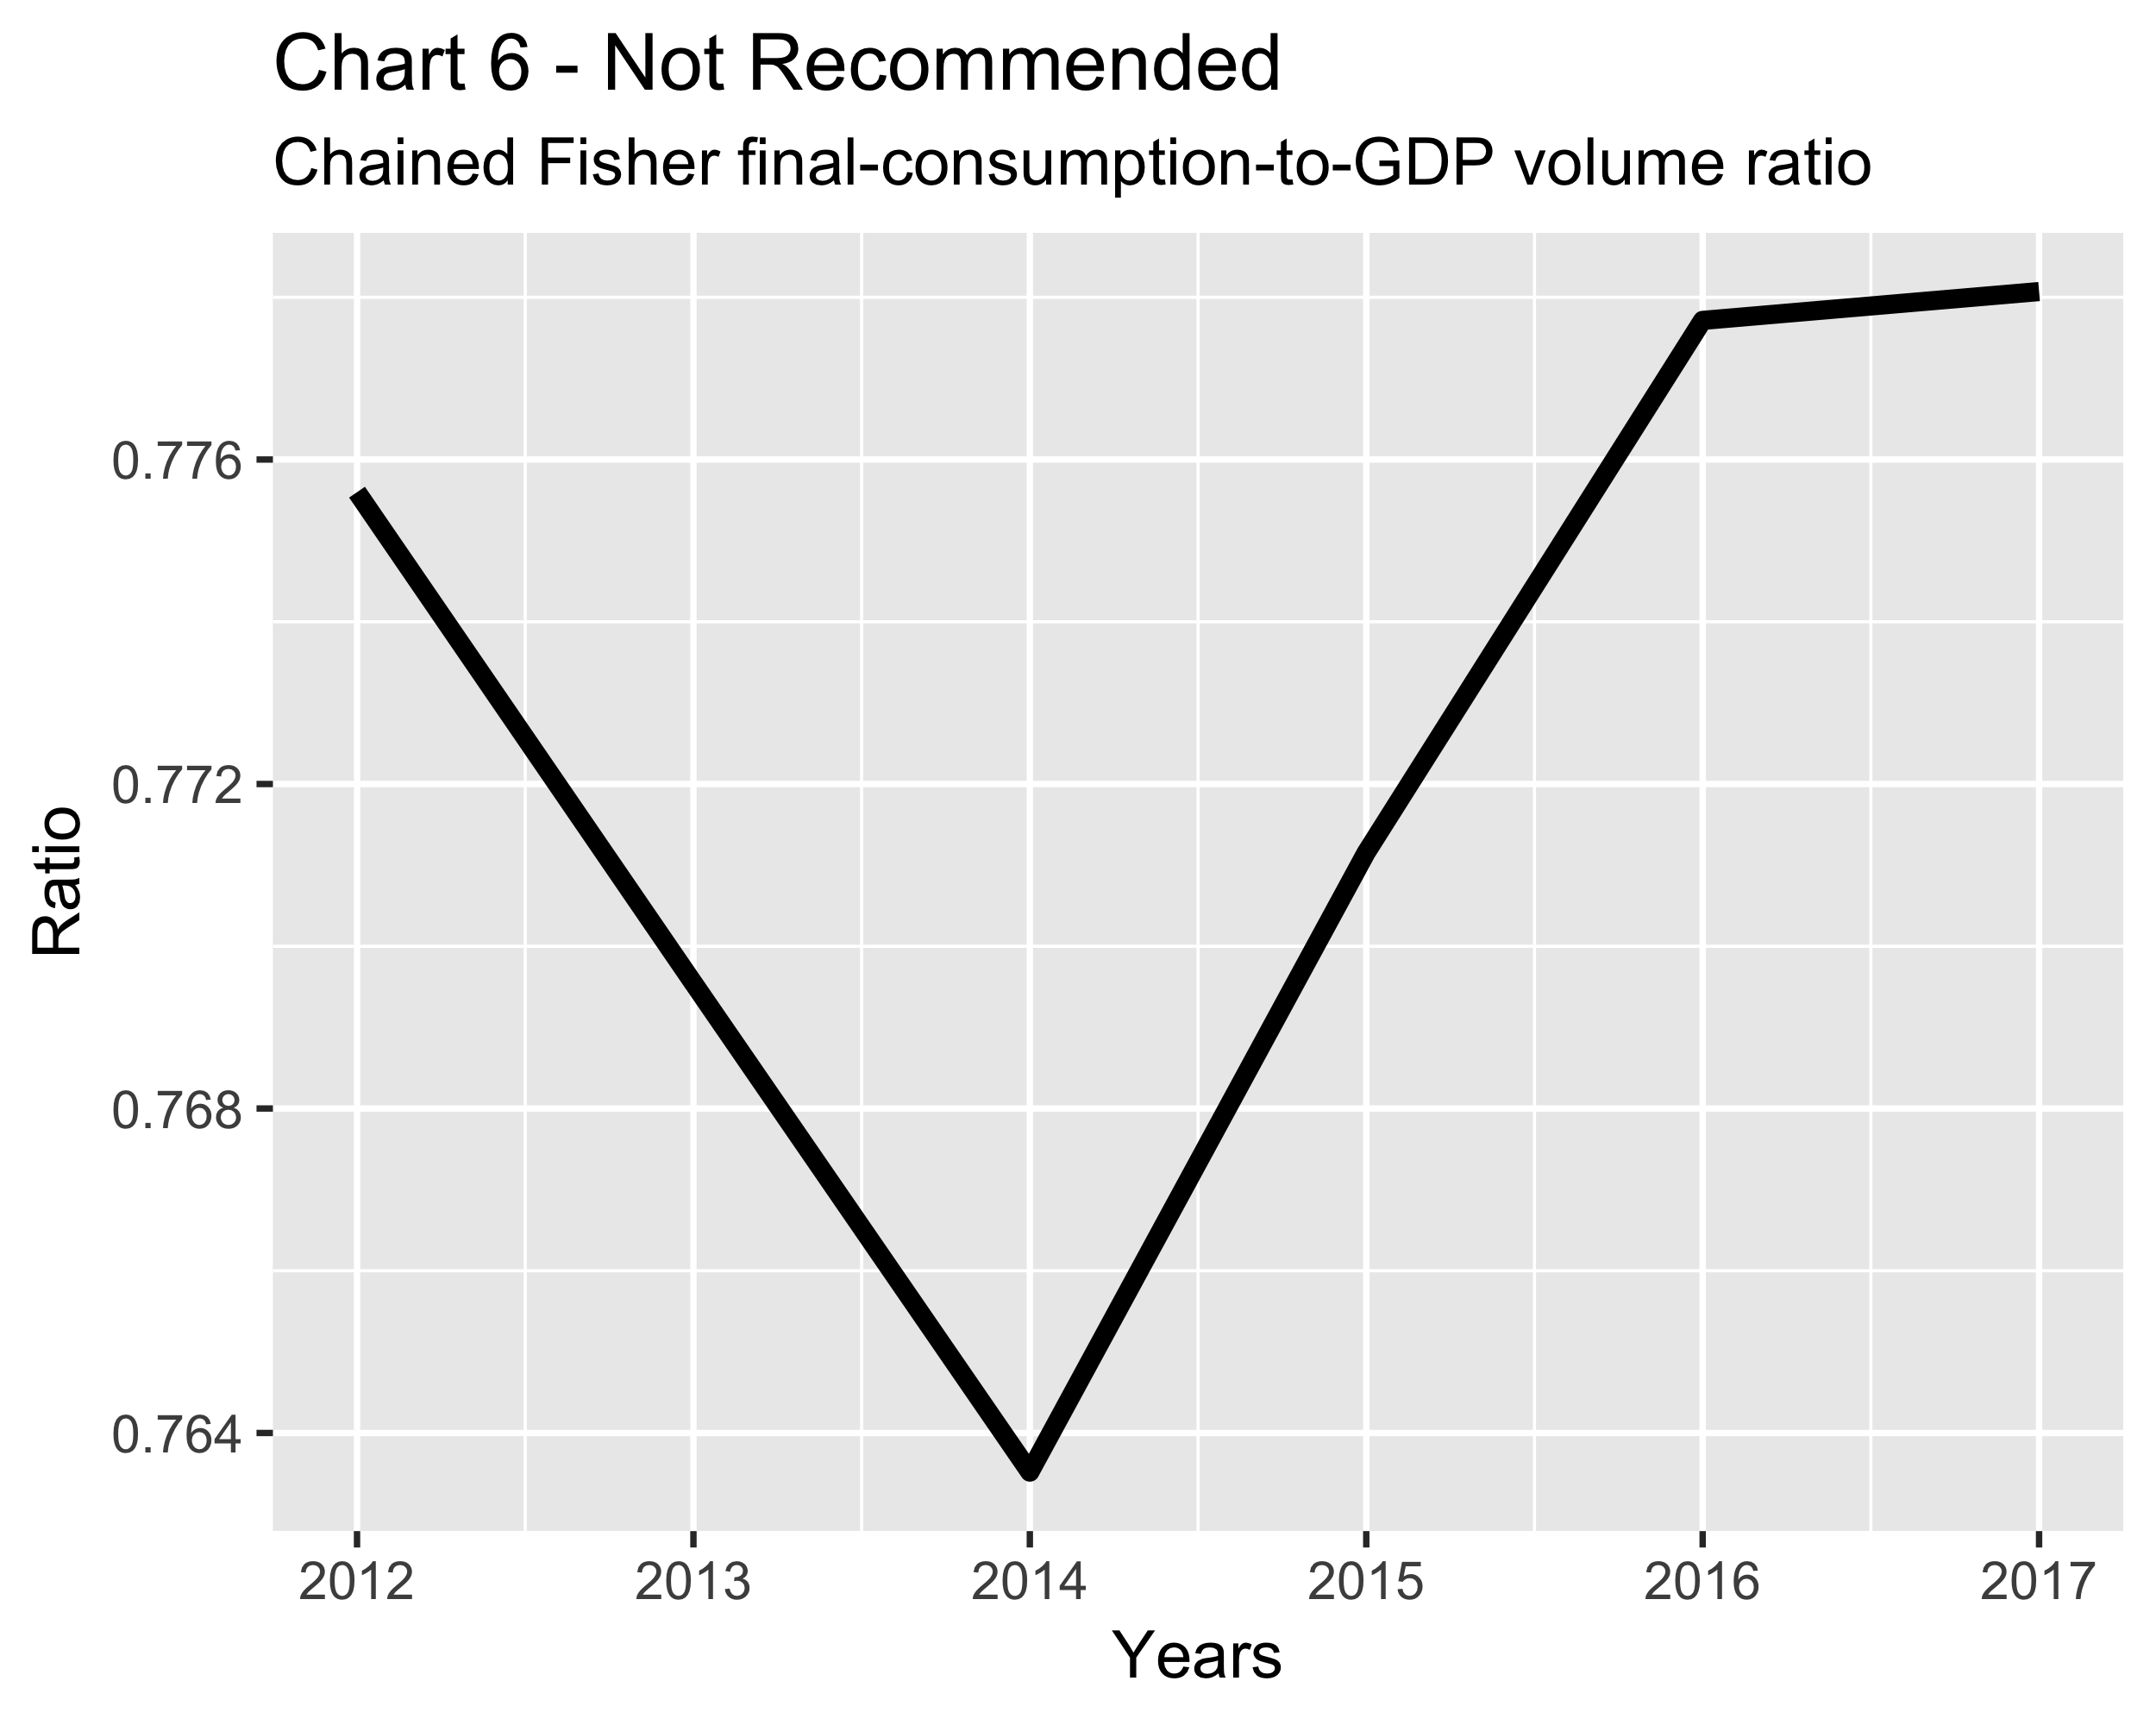 Chart 6 - Not Recommended
Chained Fisher final-consumption-to-GDP volume ratio
0.776
0.772
0.768
0.764
Ratio
2012 2013 2014 2015 2016 2017
Years